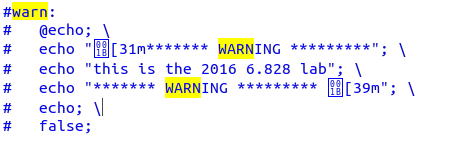 #warn:
#   @echo; \
#   echo "[31m******* WARNING *********"; \
#   echo "this is the 2016 6.828 lab"; \
#   echo "******* WARNING ********* [39m"; \
#   echo; \
#   false;